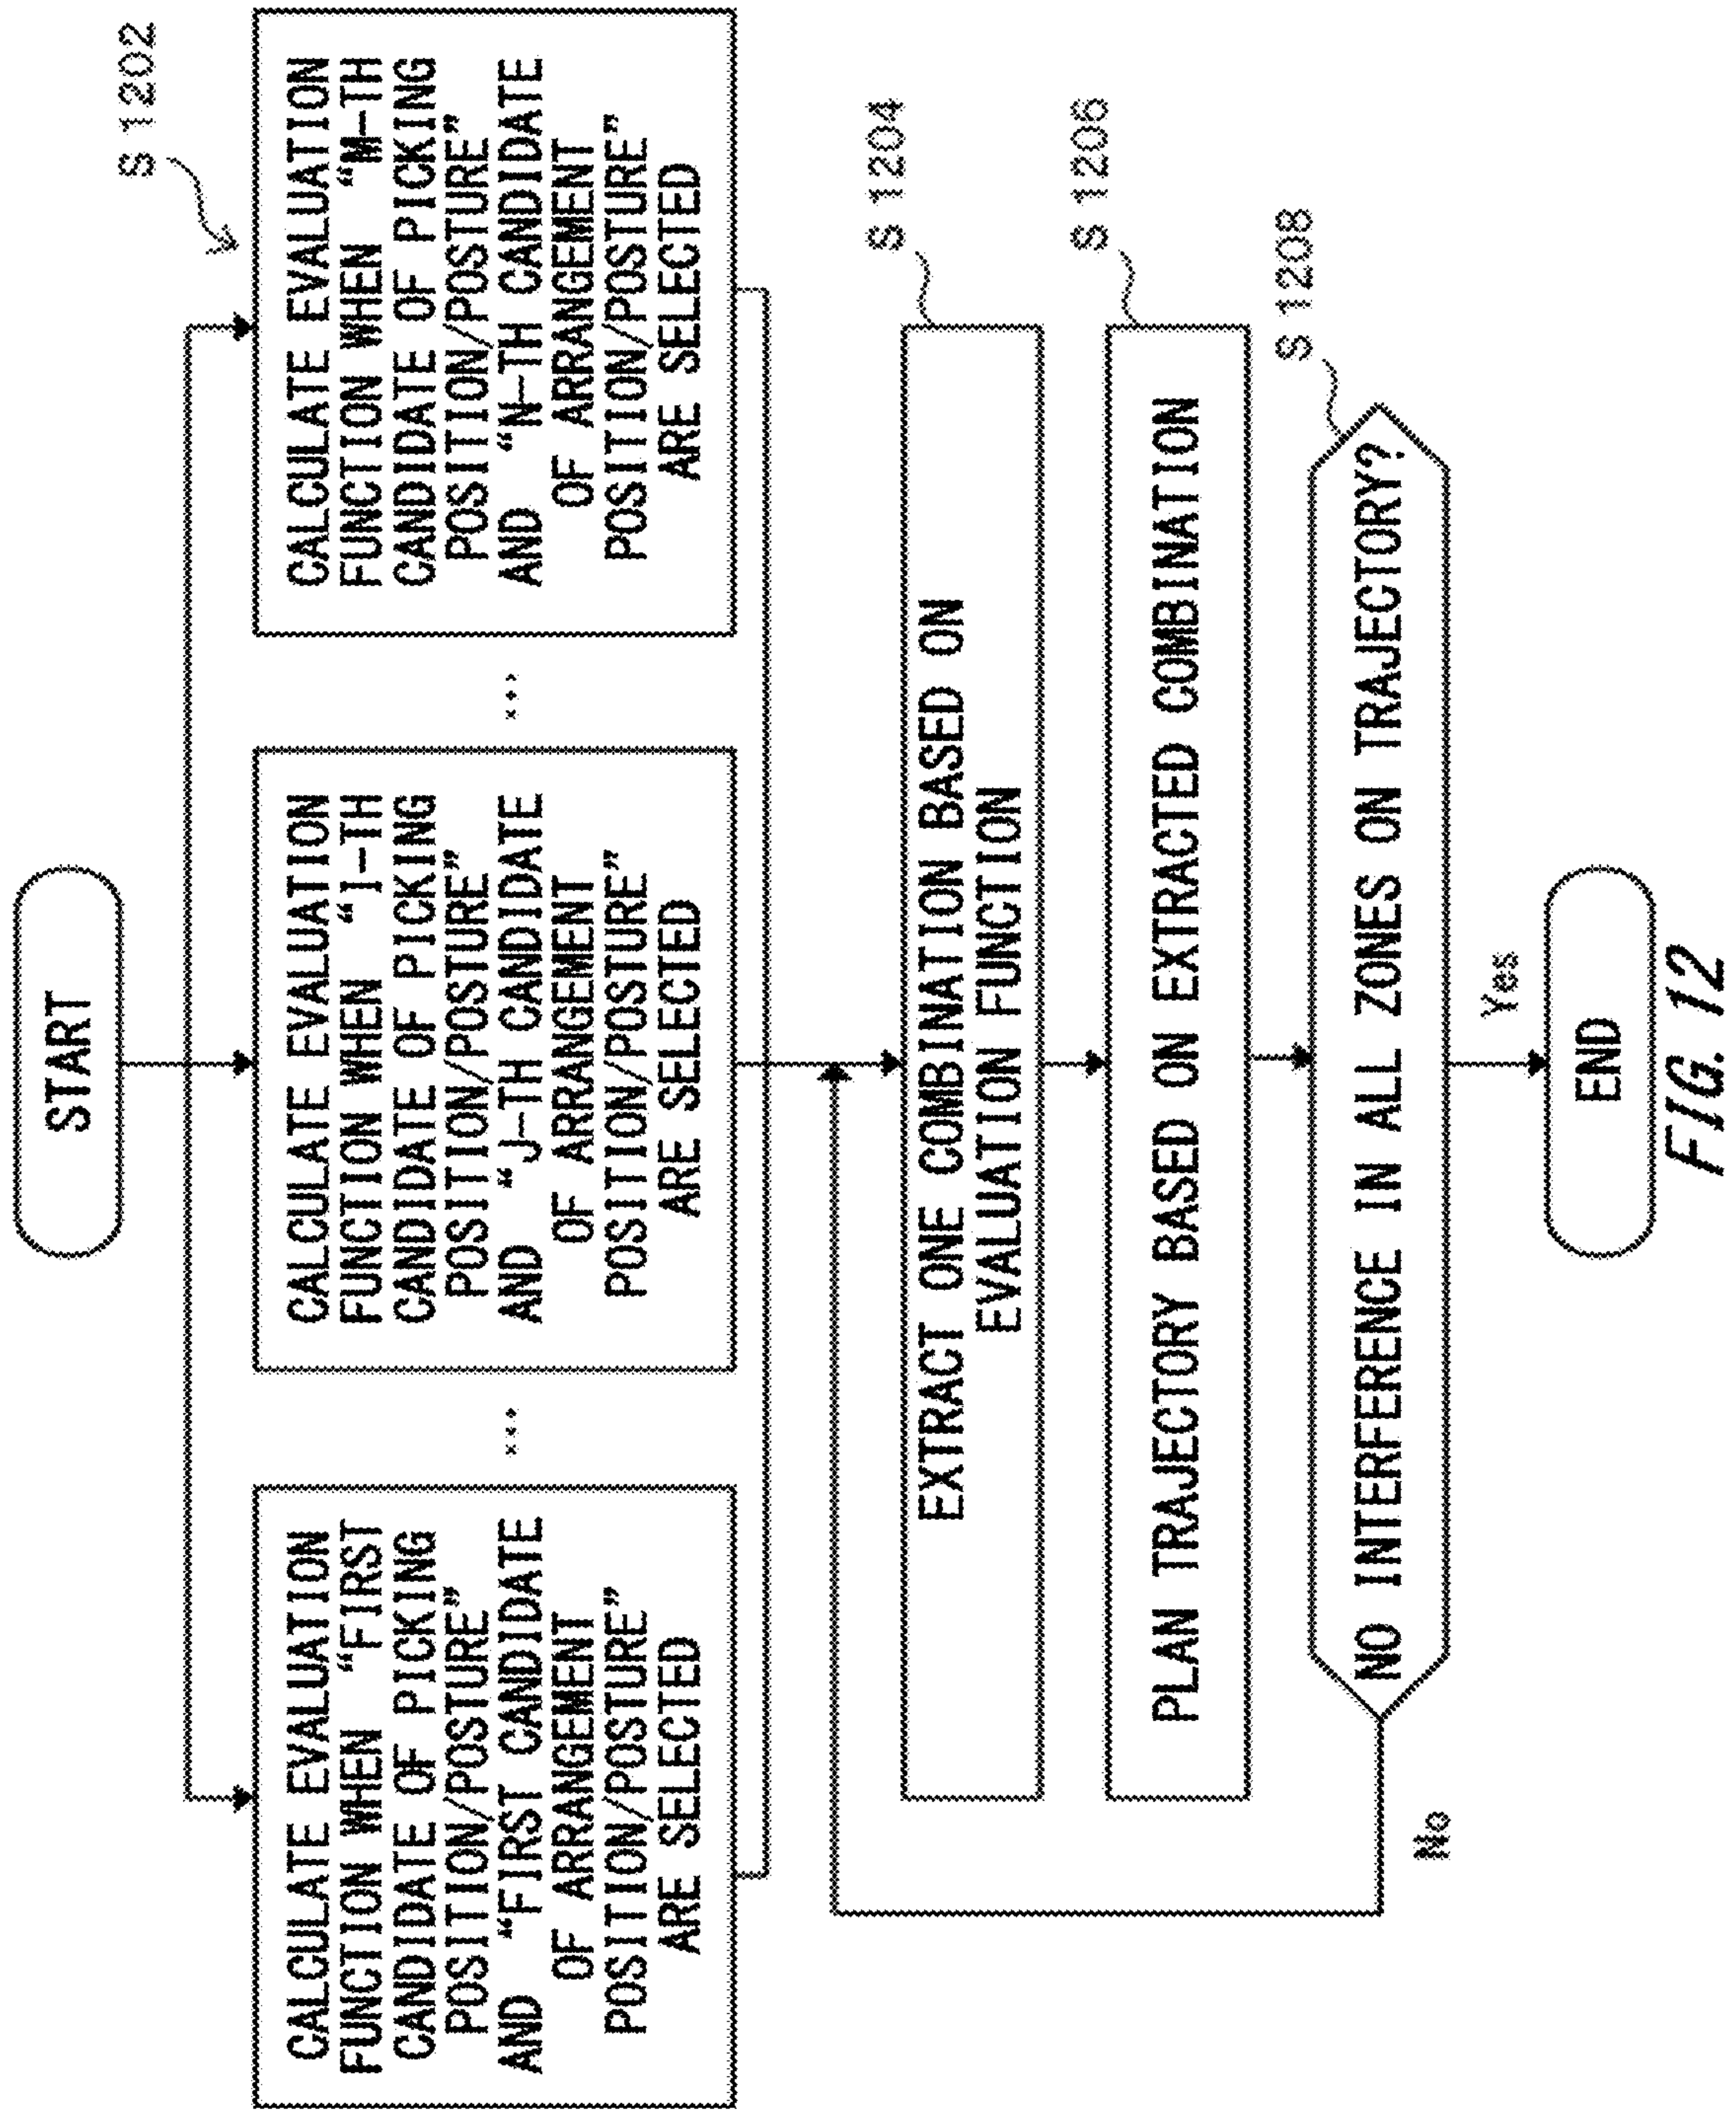 START
S 1202
CALCULATE EVALUATION
FUNCTION WHEN "FIRST
CANDIDATE OF PICKING
POSITION/POSTURE"
AND "FIRST CANDIDATE
OF ARRANGEMENT
POSITION/POSTURE"
ARE SELECTED
...
CALCULATE EVALUATION
FUNCTION WHEN "I-TH
CANDIDATE OF PICKING
POSITION/POSTURE"
AND "J-TH CANDIDATE
OF ARRANGEMENT
POSITION/POSTURE"
ARE SELECTED
...
CALCULATE EVALUATION
FUNCTION WHEN "M-TH
CANDIDATE OF PICKING
POSITION/POSTURE"
AND "N-TH CANDIDATE
OF ARRANGEMENT
POSITION/POSTURE"
ARE SELECTED
S 1204
EXTRACT ONE COMBINATION BASED ON
EVALUATION FUNCTION
S 1206
PLAN TRAJECTORY BASED ON EXTRACTED COMBINATION
S 1208
NO INTERFERENCE IN ALL ZONES ON TRAJECTORY?
No
Yes
END
FIG. 12